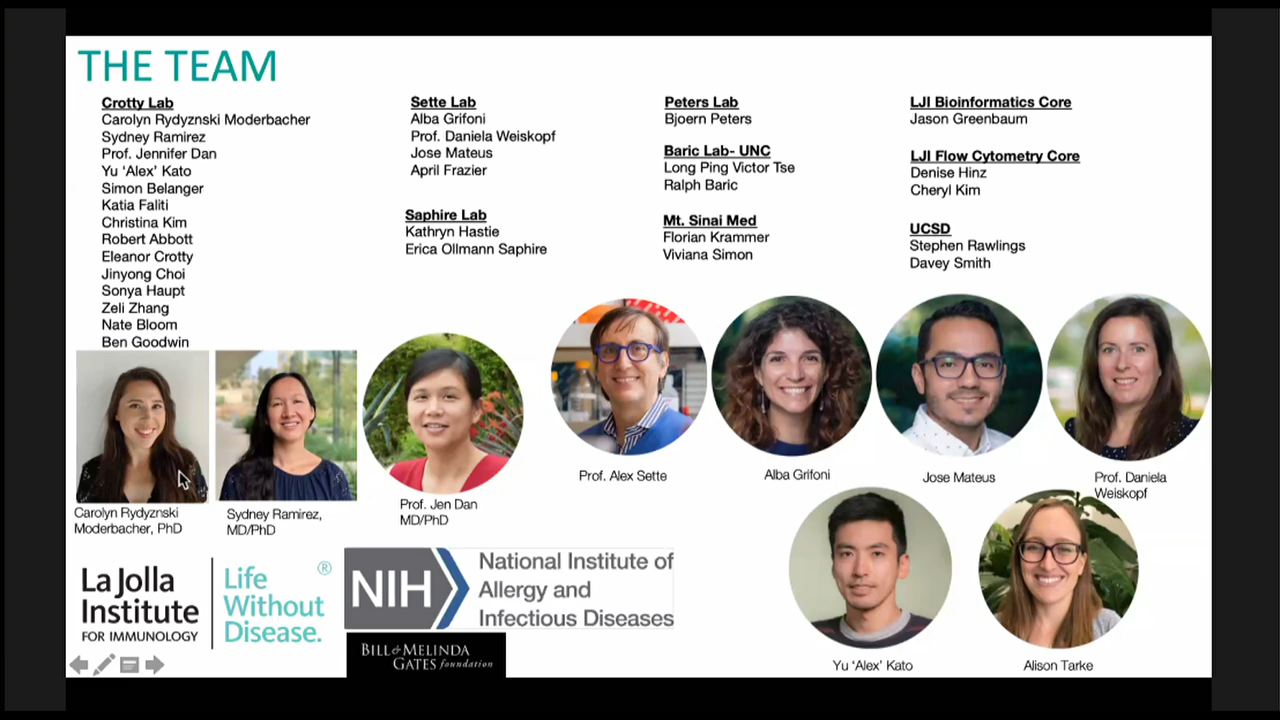 THE TEAM
Crotty Lab
Carolyn Rydyznski Moderbacher
Sydney Ramirez
Prof. Jennifer Dan
Yu ‘Alex’ Kato
Simon Belanger
Katia Faliti
Christina Kim
Robert Abbott
Eleanor Crotty
Jinyong Choi
Sonya Haupt
Zeli Zhang
Nate Bloom
Ben Goodwin
Sette Lab
Alba Grifoni
Prof. Daniela Weiskopf
Jose Mateus
April Frazier
Saphire Lab
Kathryn Hastie
Erica Ollmann Saphire
Peters Lab
Bjoern Peters
Baric Lab- UNC
Long Ping Victor Tse
Ralph Baric
Mt. Sinai Med
Florian Krammer
Viviana Simon
LJI Bioinformatics Core
Jason Greenbaum
LJI Flow Cytometry Core
Denise Hinz
Cheryl Kim
UCSD
Stephen Rawlings
Davey Smith
Carolyn Rydyznski
Moderbacher, PhD
Sydney Ramirez,
MD/PhD
Prof. Jen Dan
MD/PhD
Prof. Alex Sette
Alba Grifoni
Jose Mateus
Prof. Daniela
Weiskopf
Yu ‘Alex’ Kato
Alison Tarke
La Jolla
Institute
FOR IMMUNOLOGY
Life
Without
Disease.
®
NIH
National Institute of
Allergy and
Infectious Diseases
BILL & MELINDA
GATES foundation